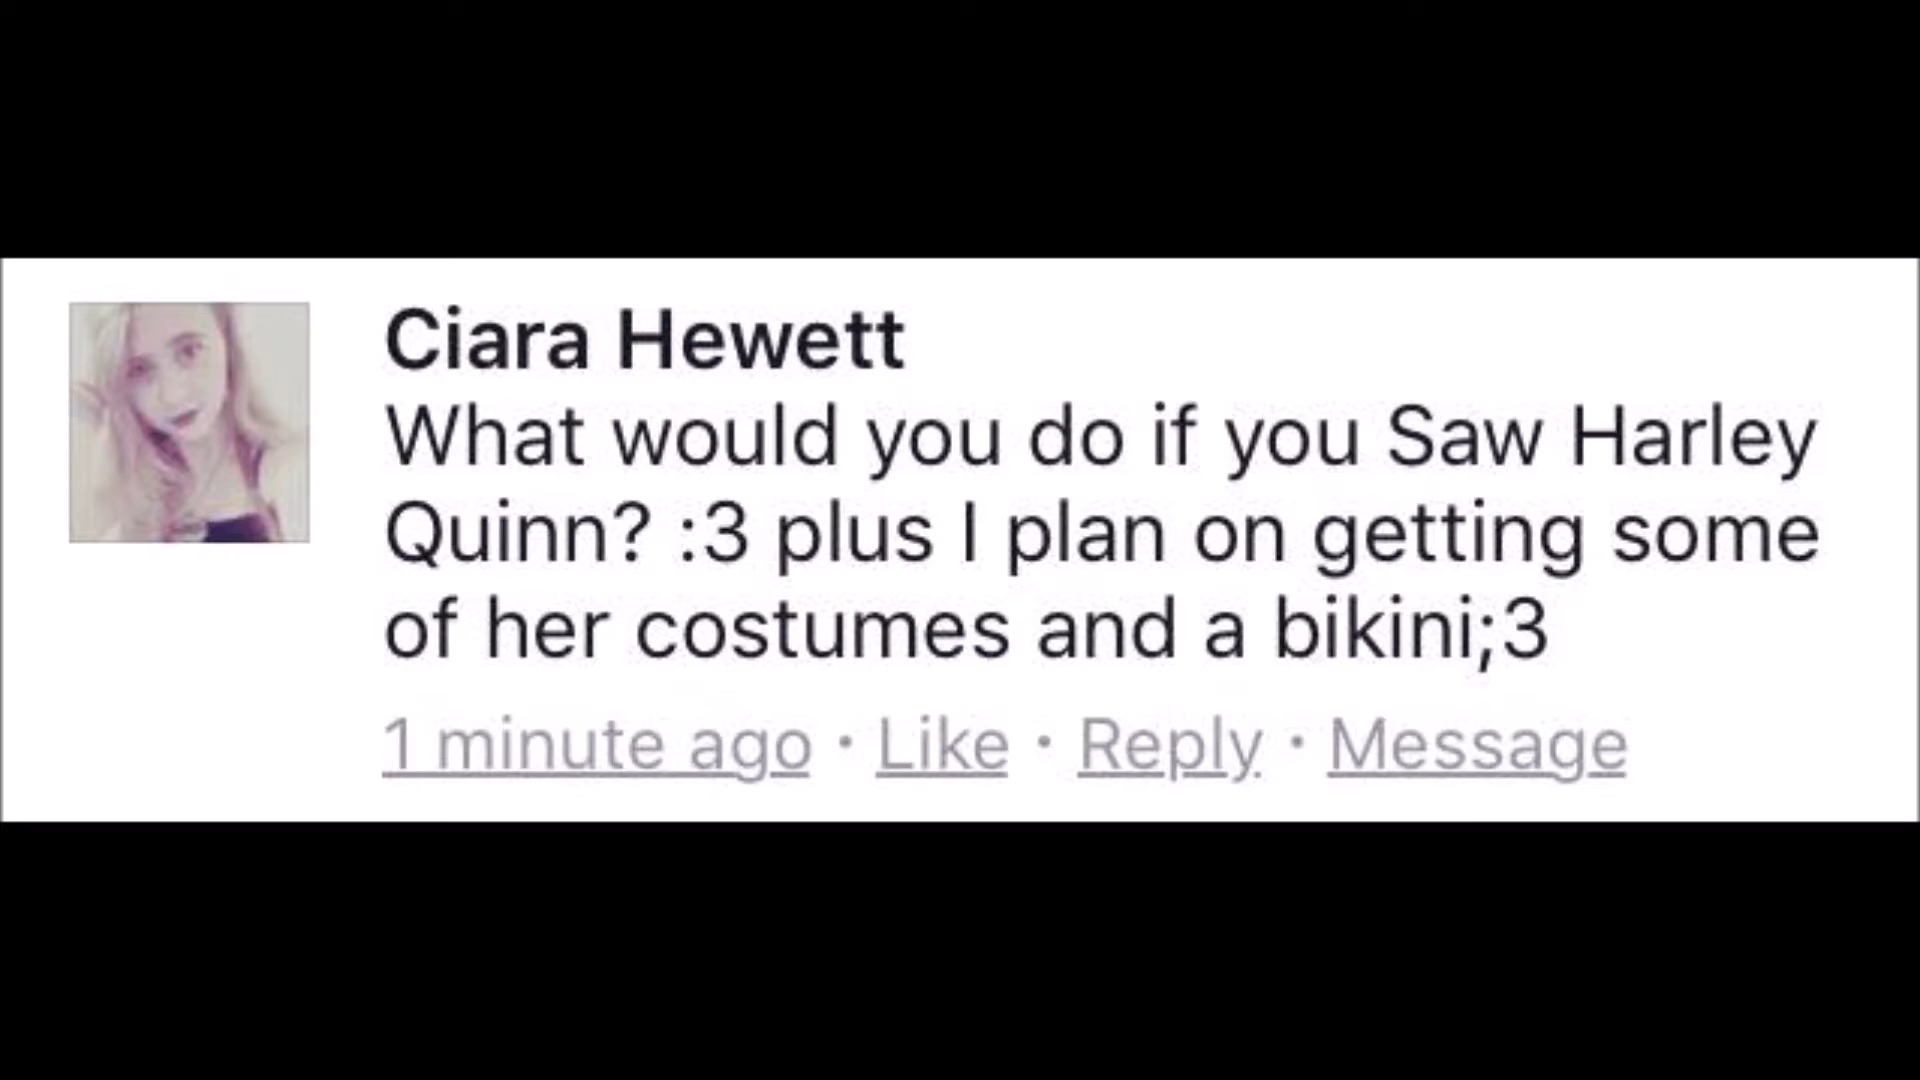 Ciara Hewett
What would you do if you Saw Harley
Quinn? :3 plus I plan on getting some
of her costumes and a bikini;3
1 minute ago · Like · Reply · Message